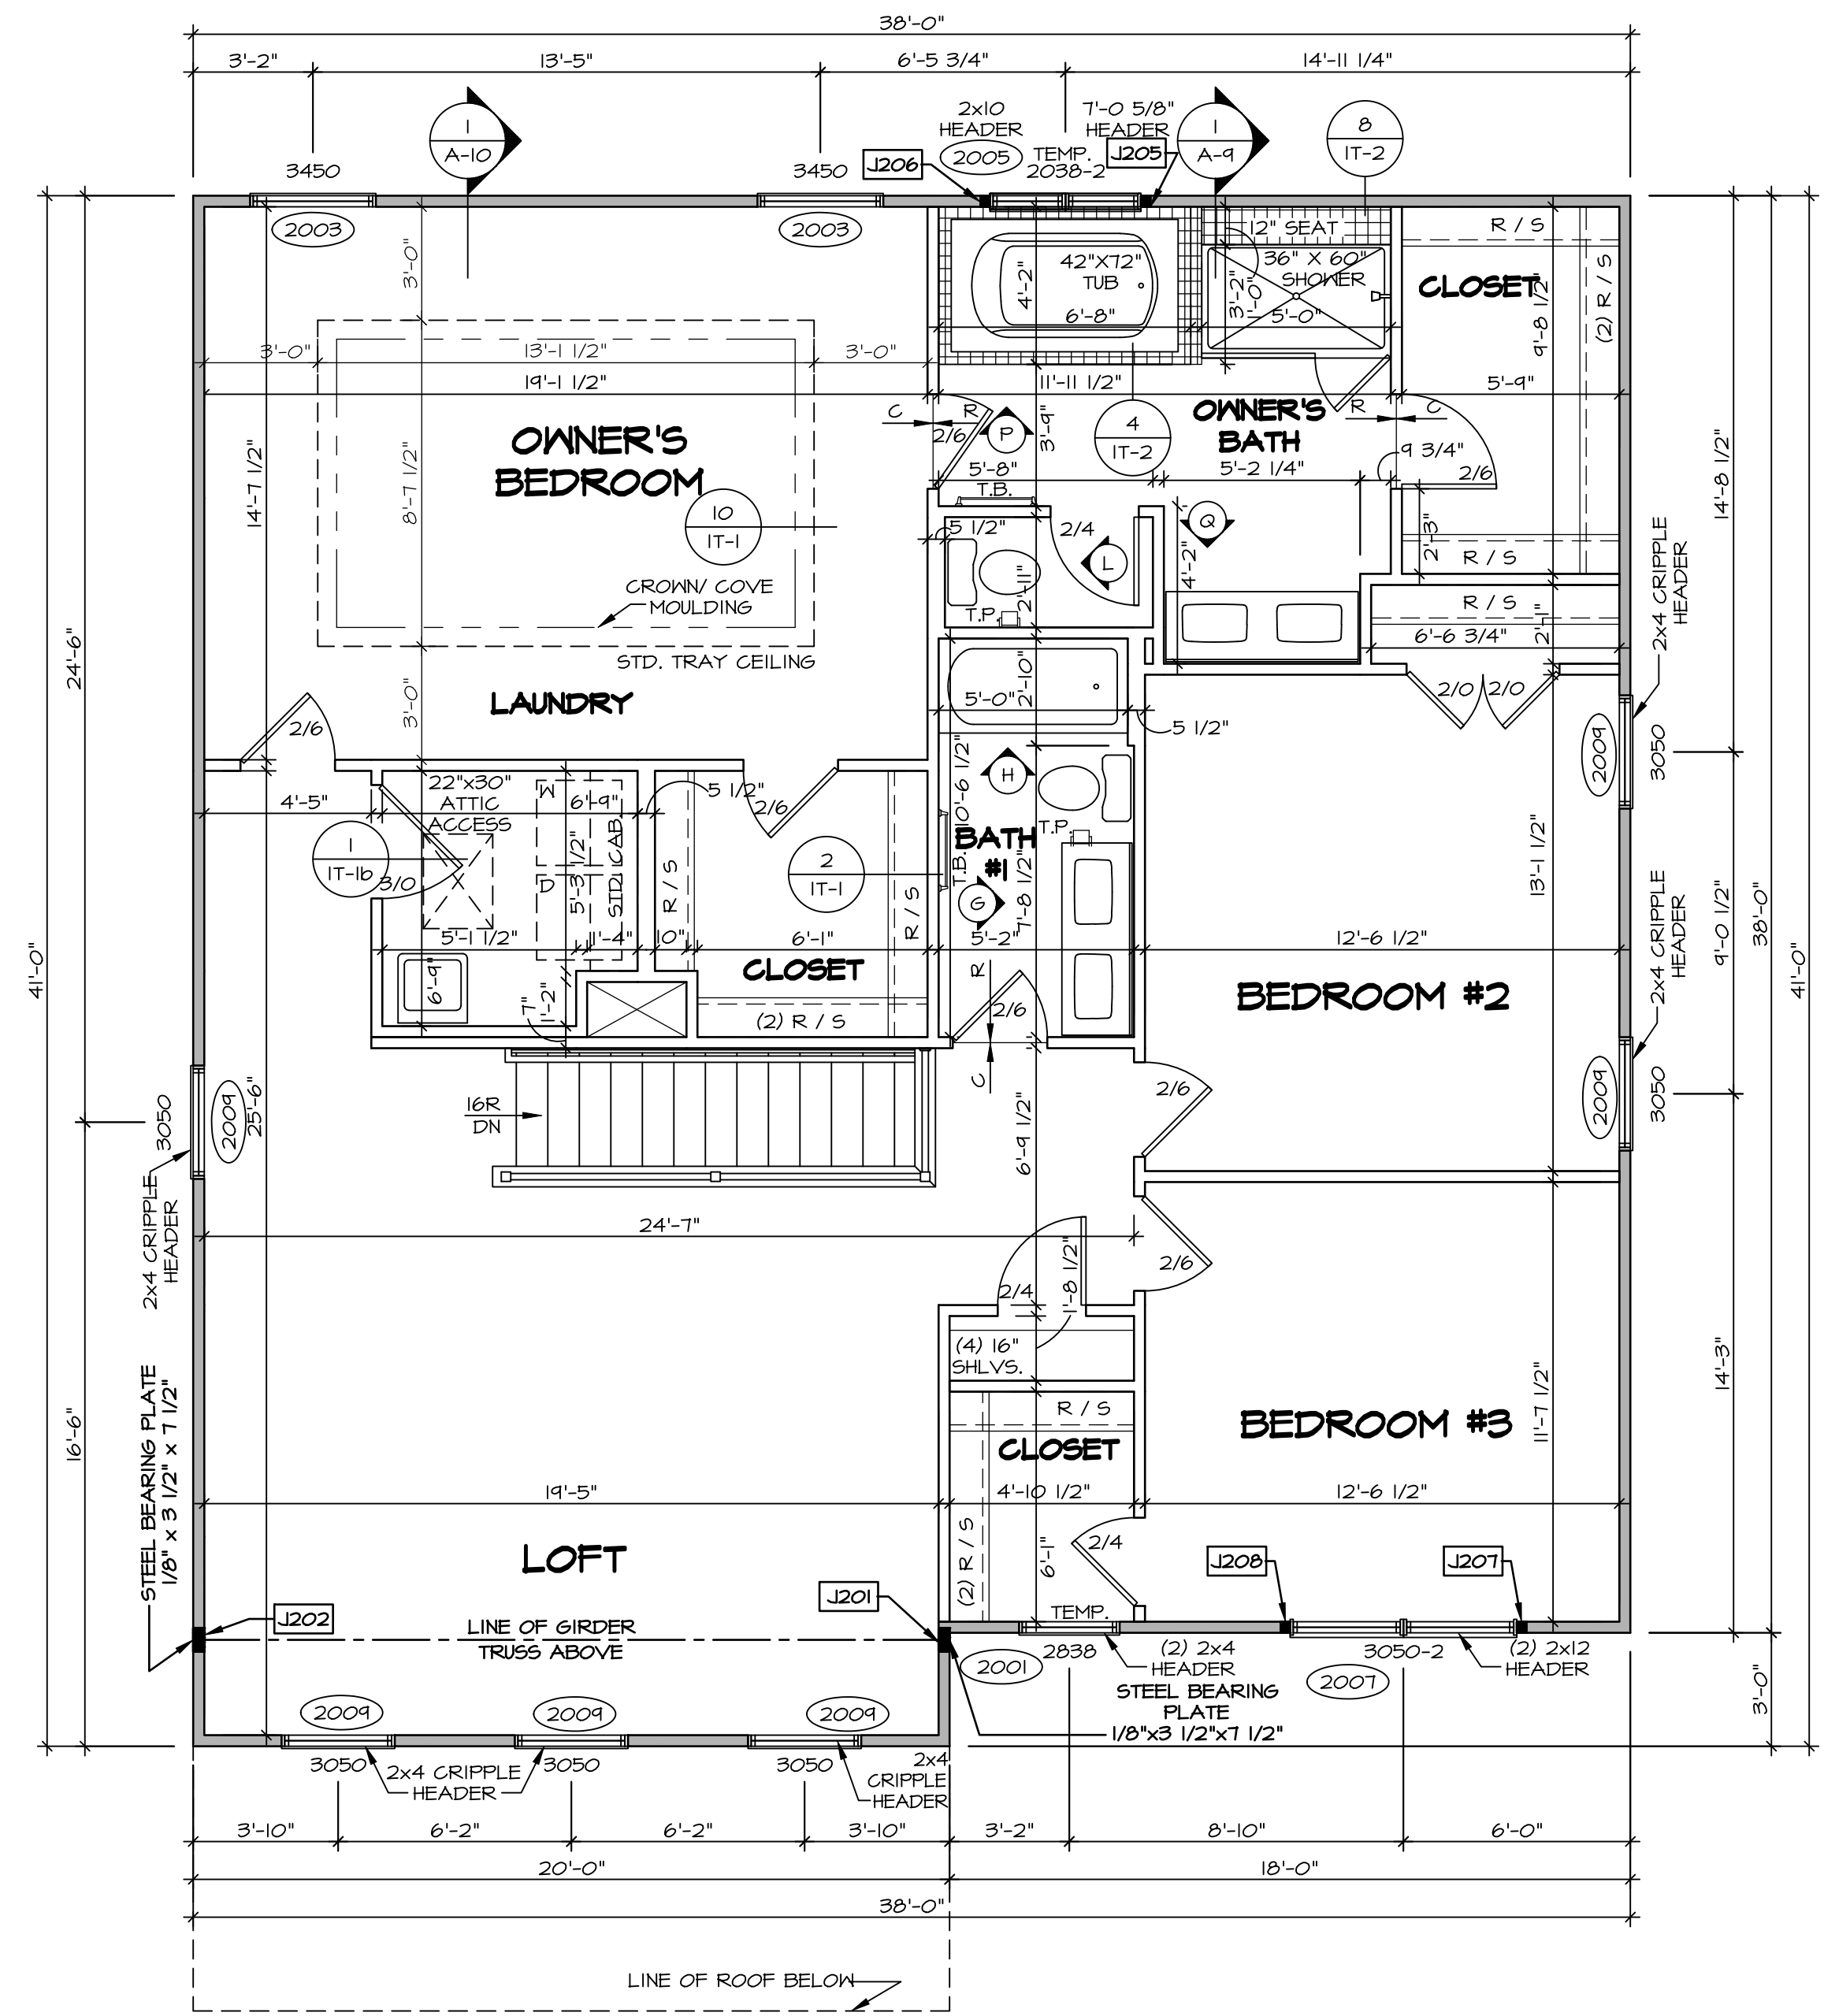 38'-0"
3'-2"
13'-5"
6'-5 3/4"
14'-11 1/4"
1
A-10
2x10
HEADER
7'-0 5/8"
HEADER
1
A-9
8
IT-2
3450
3450
J206
2005
TEMP.
2038-2
J205
2003
2003
12" SEAT
R / S
3'-0"
4'-2"
42"X72"
TUB
36" X 60"
SHOWER
3'-2"
1'-0"
CLOSET
9'-8 1/2"
(2) R / S
6'-8"
5'-0"
3'-0"
13'-1 1/2"
3'-0"
19'-1 1/2"
11'-11 1/2"
5'-9"
OWNER'S
BEDROOM
14'-7 1/2"
8'-7 1/2"
C
R
2/6
P
3'-9"
4
IT-2
OWNER'S
BATH
R
C
9 3/4"
2/6
5'-8"
T.B.
5'-2 1/4"
14'-8 1/2"
10
IT-1
5 1/2"
2/4
L
Q
4'-2"
2'-3"
R / S
CROWN/ COVE
MOULDING
T.P.
2'-11"
R / S
2'-1"
6'-6 3/4"
2x4 CRIPPLE
HEADER
24'-6"
STD. TRAY CEILING
LAUNDRY
3'-0"
2/6
5'-0"
2'-10"
5 1/2"
2/0
2/0
2009
3050
4'-5"
22"x30"
ATTIC
ACCESS
W
6'-9"
5 1/2"
2/6
10'-6 1/2"
H
T.P.
BATH
#1
T.B.
1
IT-1b
3/0
D
5'-3 1/2"
STD. CAB.
R / S
2
IT-1
R / S
G
7'-8 1/2"
13'-1 1/2"
2x4 CRIPPLE
HEADER
9'-0 1/2"
38'-0"
41'-0"
41'-0"
5'-1 1/2"
1'-4"
10"
6'-1"
5'-2"
12'-6 1/2"
6'-9"
CLOSET
R
BEDROOM #2
7"
1'-2"
(2) R / S
2/6
C
3050
2009
25'-6"
16R
DN
6'-9 1/2"
2/6
2009
3050
2x4 CRIPPLE
HEADER
24'-7"
2/6
2/4
1'-8 1/2"
(4) 16"
SHLVS.
STEEL BEARING PLATE
1/8" x 3 1/2" x 7 1/2"
16'-6"
R / S
CLOSET
BEDROOM #3
11'-7 1/2"
14'-3"
19'-5"
4'-10 1/2"
12'-6 1/2"
LOFT
(2) R / S
6'-1"
2/4
J208
J207
J202
J201
LINE OF GIRDER
TRUSS ABOVE
TEMP.
2001
2838
(2) 2x4
HEADER
3050-2
2007
(2) 2x12
HEADER
STEEL BEARING
PLATE
1/8"x3 1/2"x7 1/2"
3'-0"
2009
2009
2009
3050
2x4 CRIPPLE
HEADER
3050
3050
2x4
CRIPPLE
HEADER
3'-10"
6'-2"
6'-2"
3'-10"
3'-2"
8'-10"
6'-0"
20'-0"
18'-0"
38'-0"
LINE OF ROOF BELOW